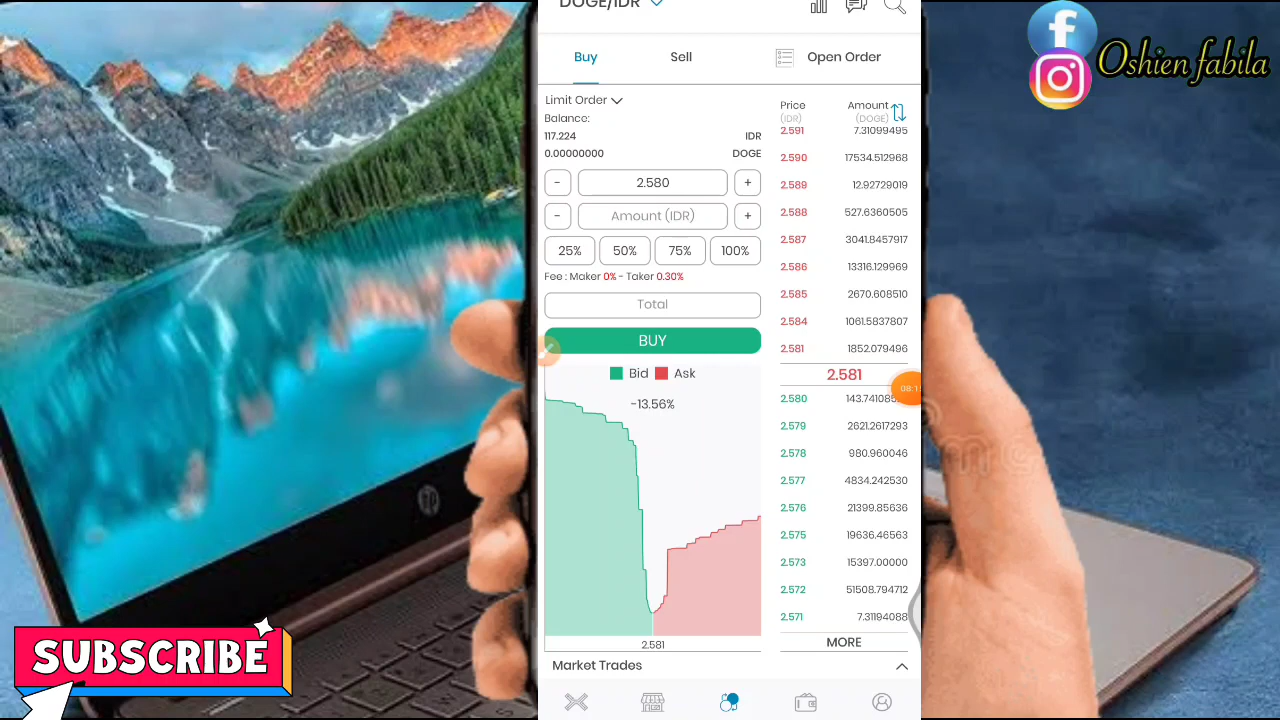 DOGE/IDR
Buy
Sell
Open Order
Limit Order
Balance:
117.224 IDR
0.00000000 DOGE
- 2.580 +
- Amount (IDR) +
25% 50% 75% 100%
Fee : Maker 0% - Taker 0.30%
Total
BUY
Bid Ask
-13.56%
2.581
Market Trades
Price Amount
(IDR) (DOGE)
2.591 7.31099495
2.590 17534.512968
2.589 12.92729019
2.588 527.6360505
2.587 3041.8457917
2.586 13316.129969
2.585 2670.608510
2.584 1061.5837807
2.581 1852.079496
2.581
2.580
2.579 2621.2617293
2.578 980.960046
2.577 4834.242530
2.576 21399.85636
2.575 19636.46563
2.573 15397.00000
2.572 51508.794712
2.571 7.31194088
MORE
Oshien fabila
SUBSCRIBE
hp